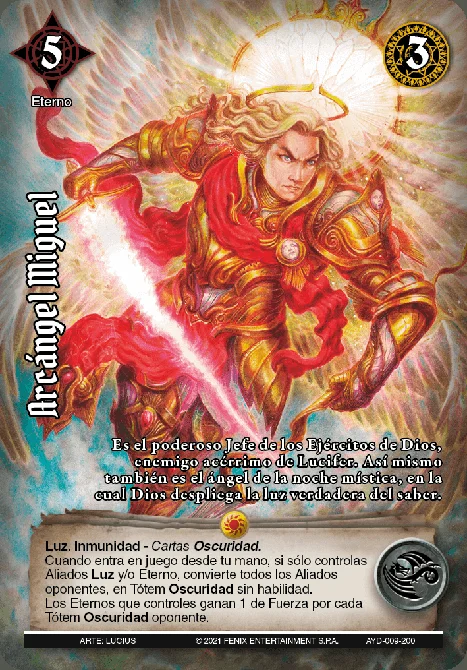 5
3
Eterno
Arcángel Miguel
Es el poderoso Jefe de los Ejércitos de Dios,
enemigo acérrimo de Lucifer. Así mismo
también es el ángel de la noche mística, en la
cual Dios despliega la luz verdadera del saber.
Luz. Inmunidad - Cartas Oscuridad.
Cuando entra en juego desde tu mano, si sólo controlas
Aliados Luz y/o Eterno, convierte todos los Aliados
oponentes, en Tótem Oscuridad sin habilidad.
Los Eternos que controles ganan 1 de Fuerza por cada
Tótem Oscuridad oponente.
ARTE: LUCIUS © 2021 FENIX ENTERTAINMENT S.P.A. AYD-009-200